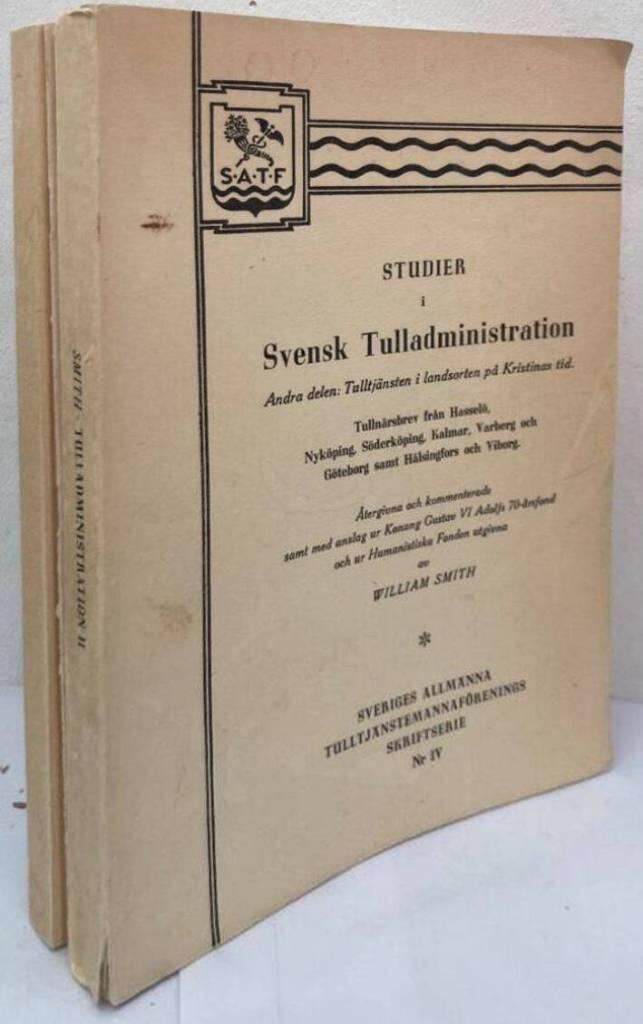 S·A·T·F
STUDIER
i
Svensk Tulladministration
Andra delen: Tulltjänsten i landsorten på Kristinas tid.
Tullnärsbrev från Hasselö,
Nyköping, Söderköping, Kalmar, Varberg och
Göteborg samt Hälsingfors och Viborg.
Återgivna och kommenterade
samt med anslag ur Konung Gustav VI Adolfs 70-årsfond
och ur Humanistiska Fonden utgivna
av
WILLIAM SMITH
*
SVERIGES ALLMÄNNA
TULLTJÄNSTEMANNAFÖRENINGS
SKRIFTSERIE
Nr IV
SMITH - TULLADMINISTRATION II